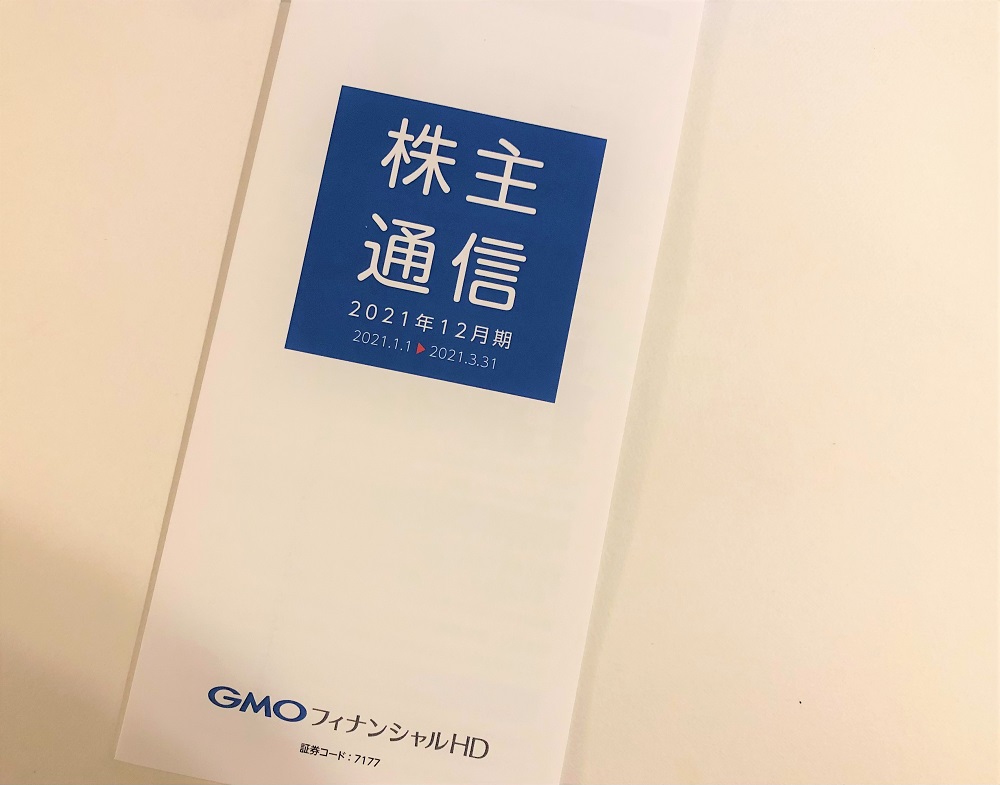 株主
通信
2021年12月期
2021.1.1▶2021.3.31
GMOフィナンシャルHD
証券コード：7177